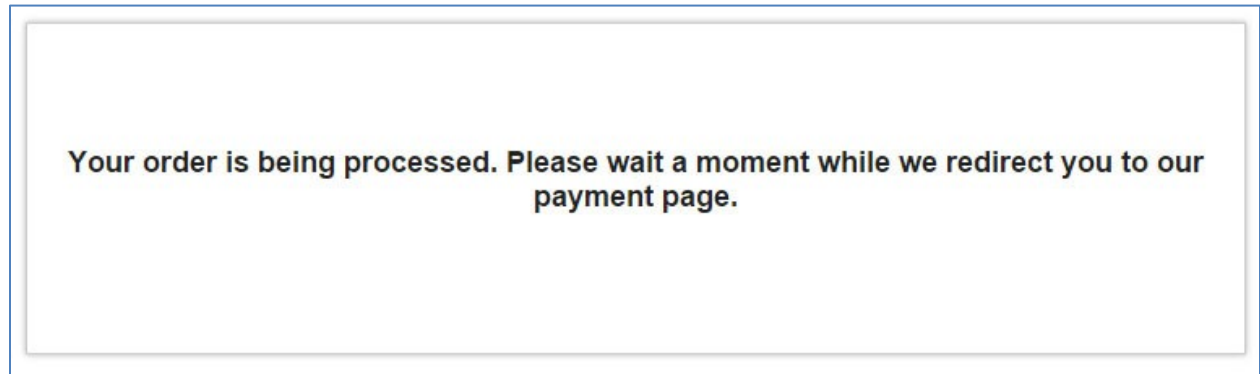 Your order is being processed. Please wait a moment while we redirect you to our
payment page.